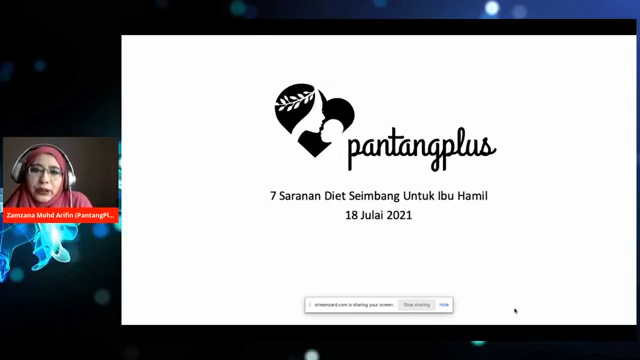 pantangplus
7 Saranan Diet Seimbang Untuk Ibu Hamil
18 Julai 2021
Zamzana Mohd Arifin (PantangPl...
streamyard.com is sharing your screen.
Stop sharing
Hide